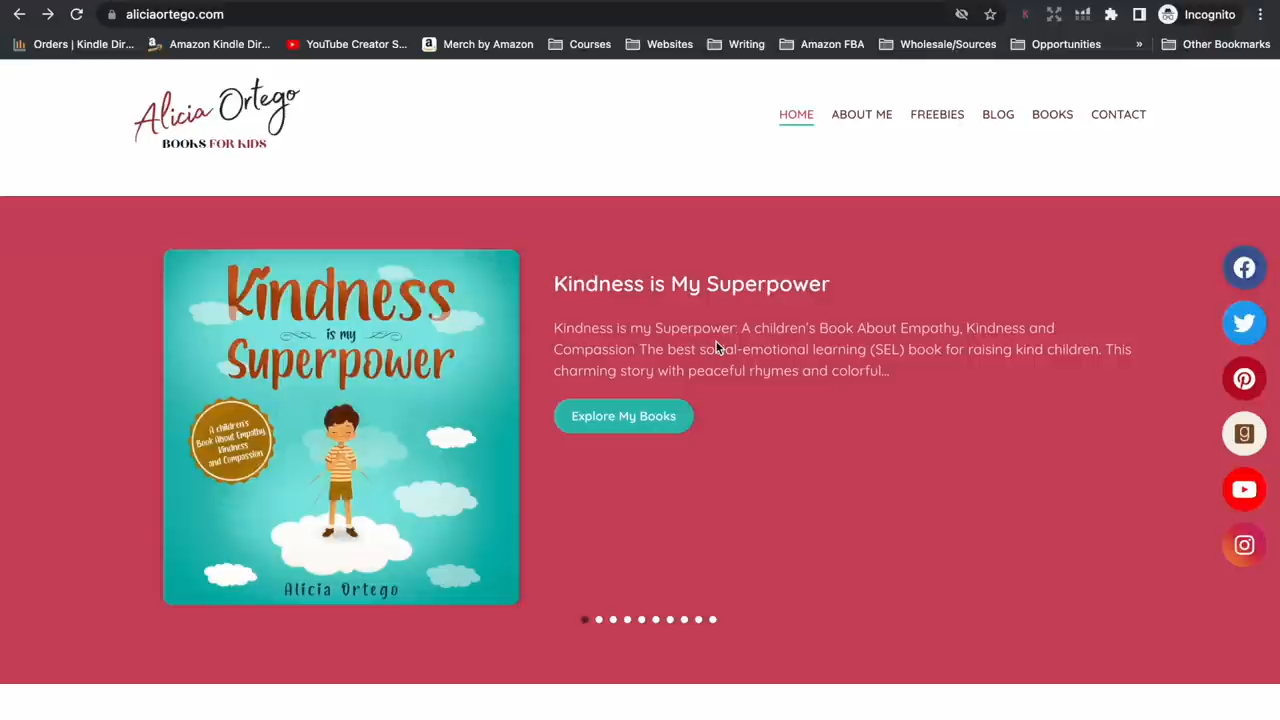 aliciaortego.com
Incognito
Orders | Kindle Dir...
Amazon Kindle Dir...
YouTube Creator S...
Merch by Amazon
Courses
Websites
Writing
Amazon FBA
Wholesale/Sources
Opportunities
»
Other Bookmarks
Alicia Ortego
BOOKS FOR KIDS
HOME
ABOUT ME
FREEBIES
BLOG
BOOKS
CONTACT
Kindness
is my
Superpower
A children's
Book About Empathy,
Kindness
and Compassion
Alicia Ortego
Kindness is My Superpower
Kindness is my Superpower: A children's Book About Empathy, Kindness and
Compassion The best social-emotional learning (SEL) book for raising kind children. This
charming story with peaceful rhymes and colorful...
Explore My Books